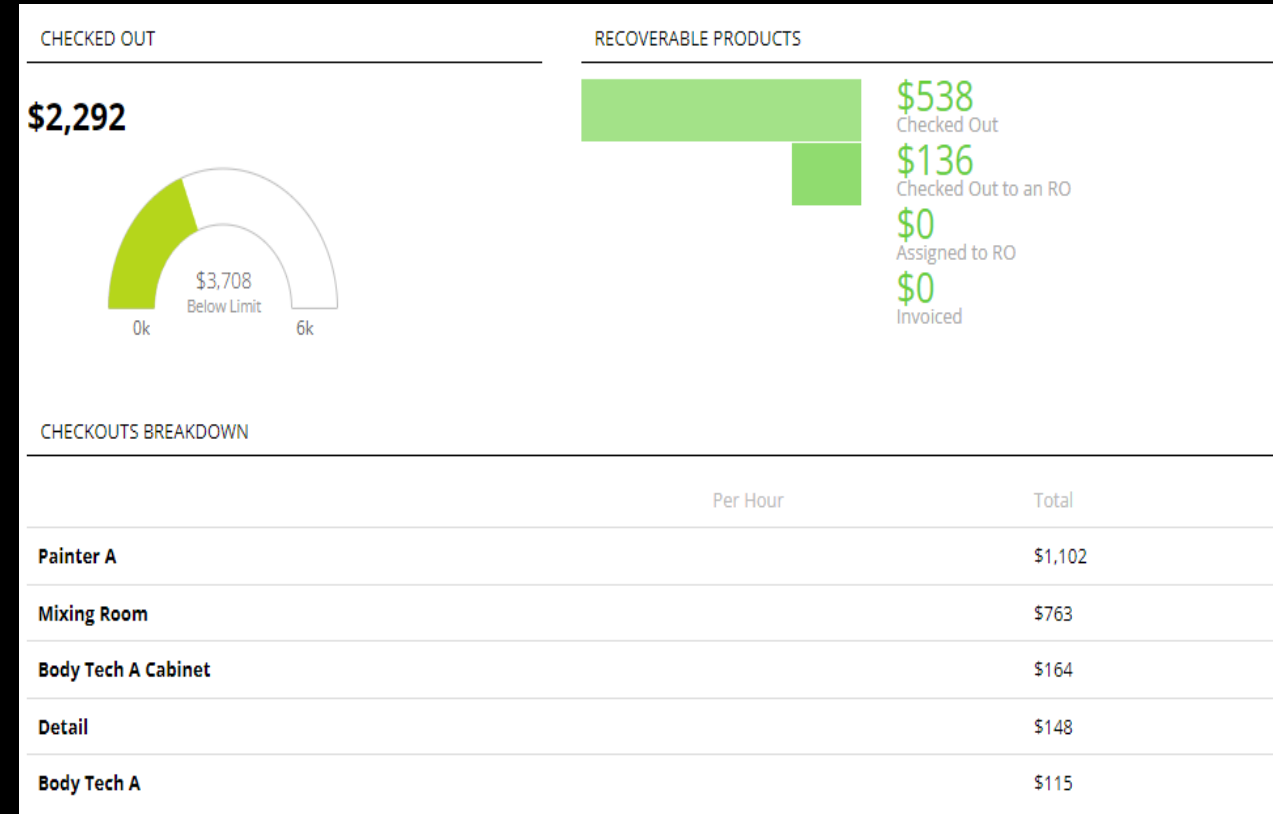 CHECKED OUT
$2,292
$3,708
Below Limit
0k 6k
RECOVERABLE PRODUCTS
$538
Checked Out
$136
Checked Out to an RO
$0
Assigned to RO
$0
Invoiced
CHECKOUTS BREAKDOWN
Per Hour Total
Painter A $1,102
Mixing Room $763
Body Tech A Cabinet $164
Detail $148
Body Tech A $115